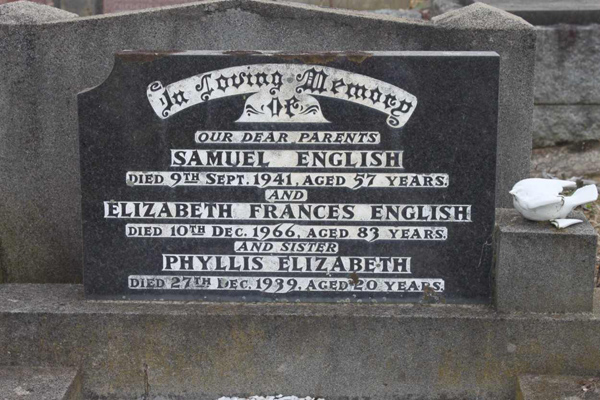 In Loving Memory
OF
OUR DEAR PARENTS
SAMUEL ENGLISH
DIED 9TH SEPT. 1941, AGED 57 YEARS.
AND
ELIZABETH FRANCES ENGLISH
DIED 10TH DEC. 1966, AGED 83 YEARS.
AND SISTER
PHYLLIS ELIZABETH
DIED 27TH DEC. 1939, AGED 20 YEARS.